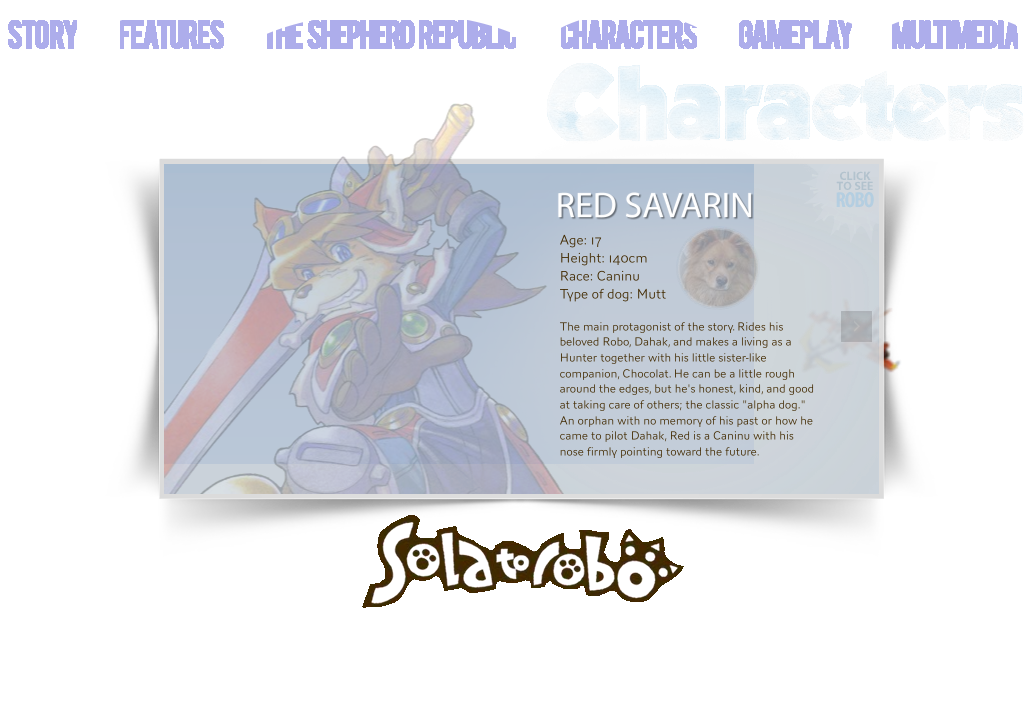 STORY FEATURES THE SHEPHERD REPUBLIC CHARACTERS GAMEPLAY MULTIMEDIA
Characters
CLICK
TO SEE
ROBO
RED SAVARIN
Age: 17
Height: 140cm
Race: Caninu
Type of dog: Mutt
The main protagonist of the story. Rides his
beloved Robo, Dahak, and makes a living as a
Hunter together with his little sister-like
companion, Chocolat. He can be a little rough
around the edges, but he's honest, kind, and good
at taking care of others; the classic "alpha dog."
An orphan with no memory of his past or how he
came to pilot Dahak, Red is a Caninu with his
nose firmly pointing toward the future.
Solatorobo